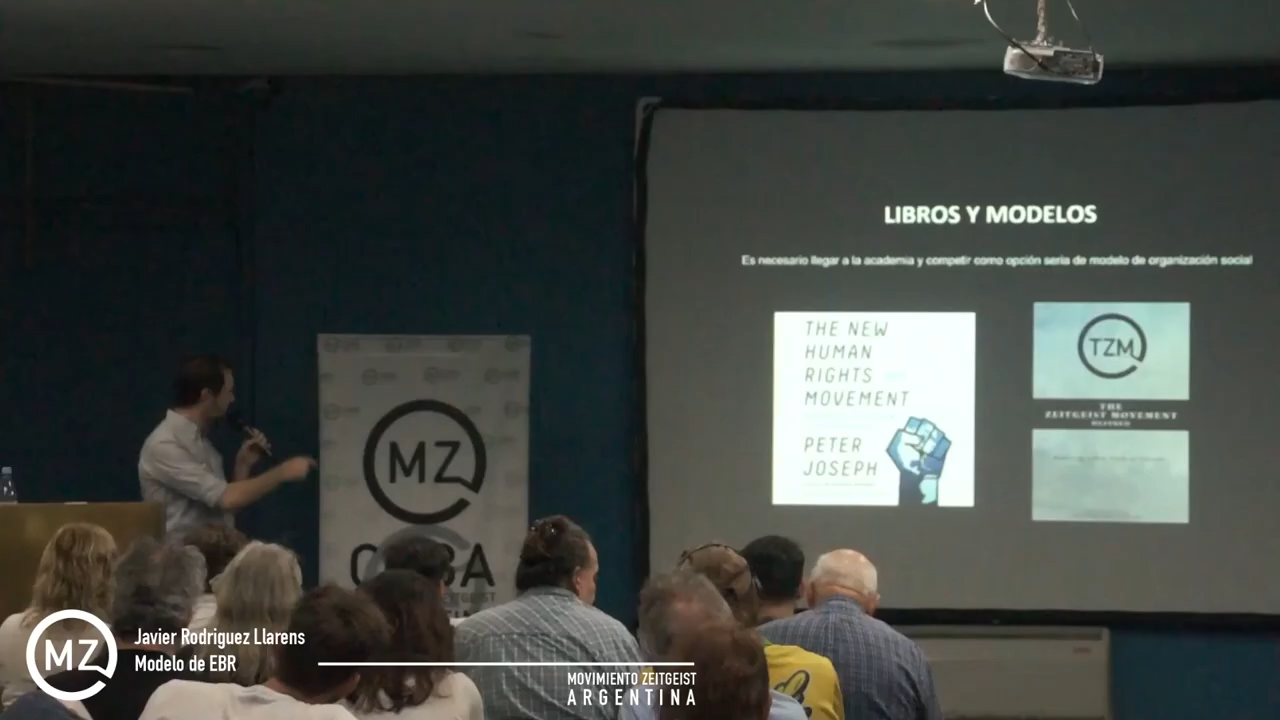 LIBROS Y MODELOS
Es necesario llegar a la academia y competir como opción seria de modelo de organización social
THE NEW
HUMAN
RIGHTS
MOVEMENT
PETER
JOSEPH
TZM
THE
ZEITGEIST MOVEMENT
MZ
ZEITGEIST
MZ
Javier Rodriguez Llarens
Modelo de EBR
MOVIMIENTO ZEITGEIST
ARGENTINA